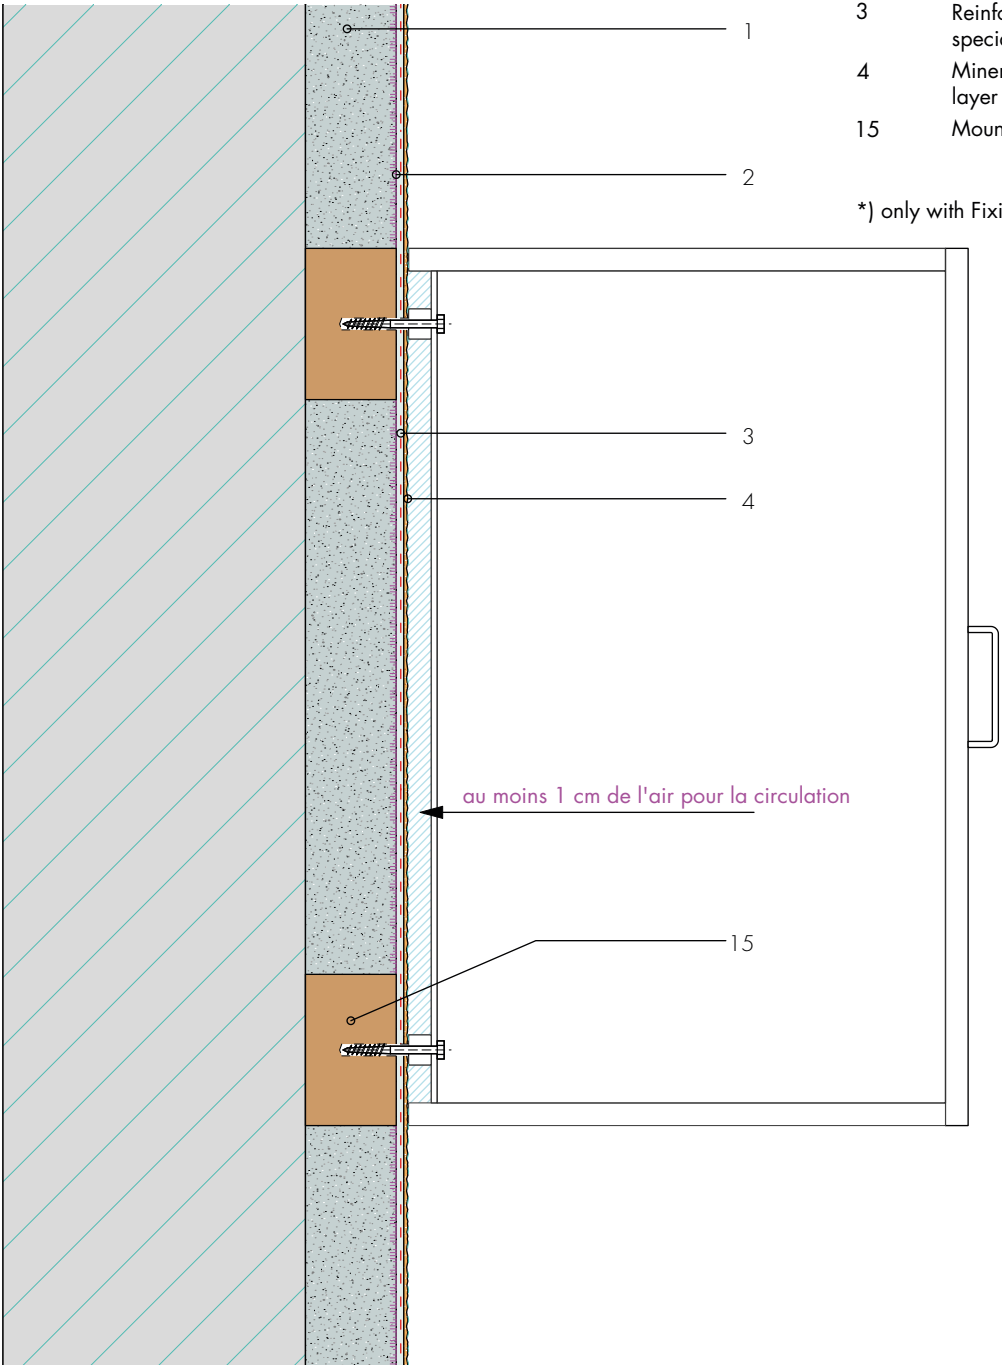 3 Reinfo
specia
4 Miner
layer
15 Moun
*) only with Fixi
1
2
3
4
au moins 1 cm de l'air pour la circulation
15